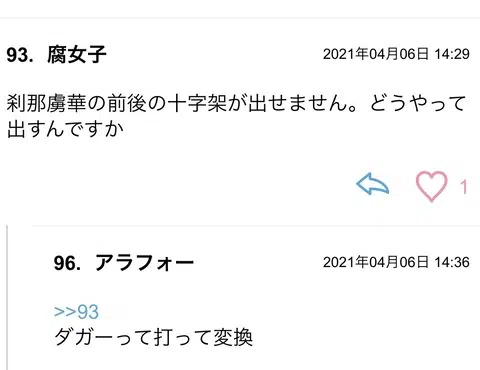 93. 腐女子
2021年04月06日 14:29
刹那虜華の前後の十字架が出せません。どうやって
出すんですか
1
96. アラフォー
2021年04月06日 14:36
>>93
ダガーって打って変換